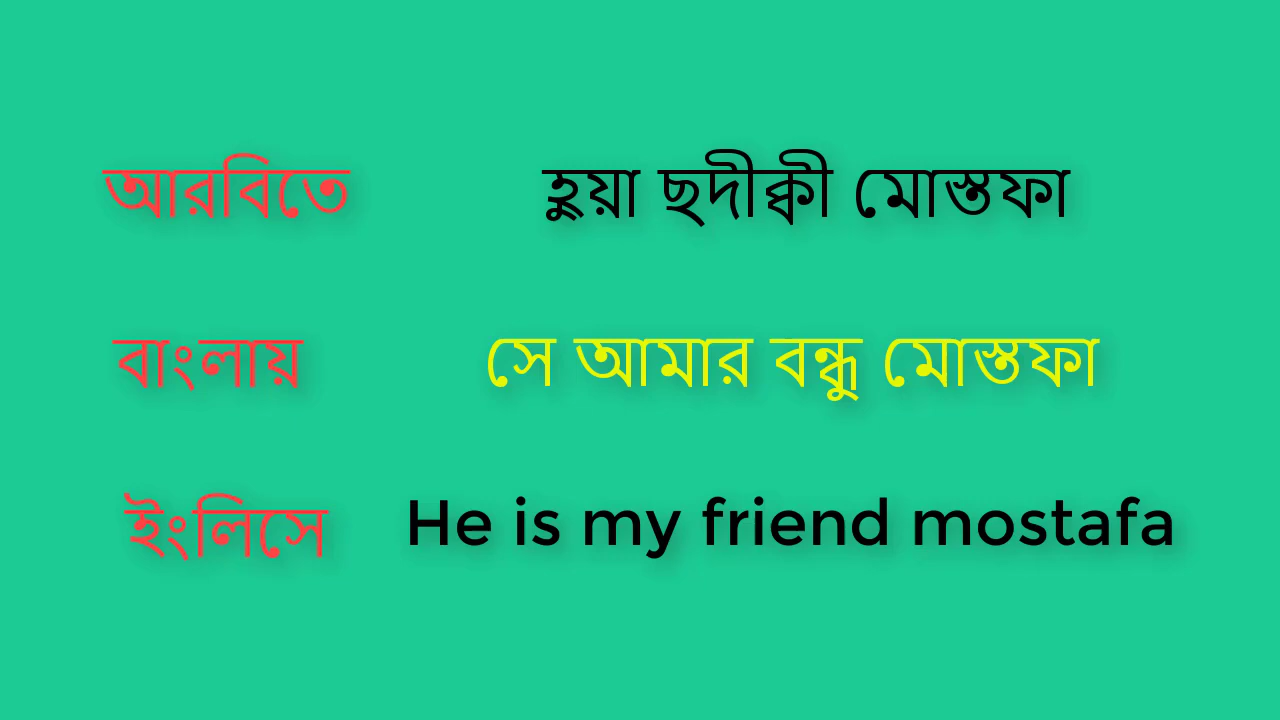 আরবিতে হুয়া ছদীক্বী মোস্তফা
বাংলায় সে আমার বন্ধু মোস্তফা
ইংলিসে He is my friend mostafa